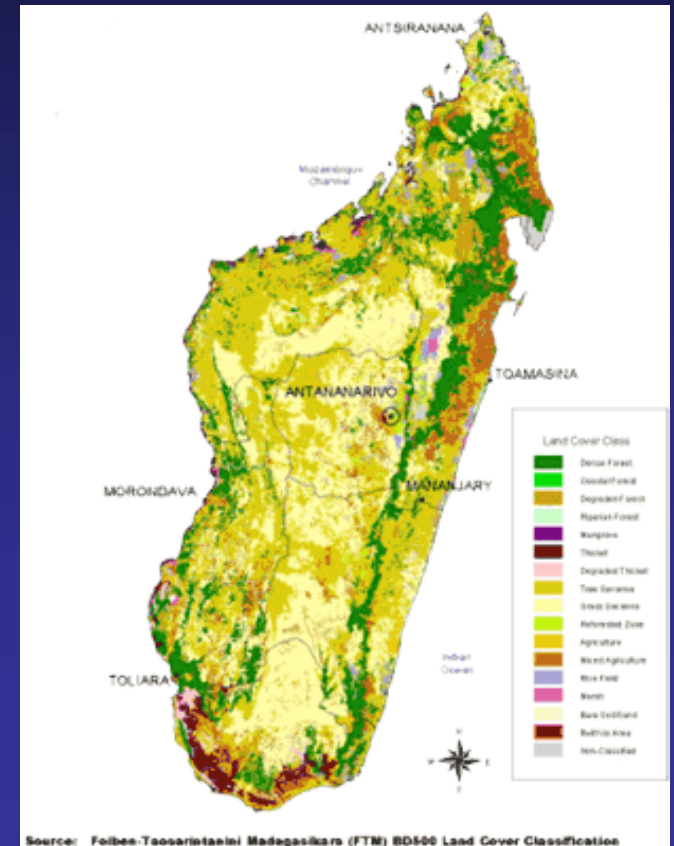 ANTSIRANANA
Mozambique
Channel
TOAMASINA
ANTANANARIVO
MANANJARY
MORONDAVA
TOLIARA
Indian
Ocean
N
W
E
S
Land Cover Class
Dense Forest
Coastal Forest
Degraded Forest
Riparian Forest
Mangrove
Thicket
Degraded Thicket
Tree Savanna
Grass Savanna
Reforested Zone
Agriculture
Mixed Agriculture
Rice Field
Marsh
Bare Soil/Sand
Built-Up Area
Non-Classified
Source: Madagasikara (FTM) BD500 Land Cover Classification